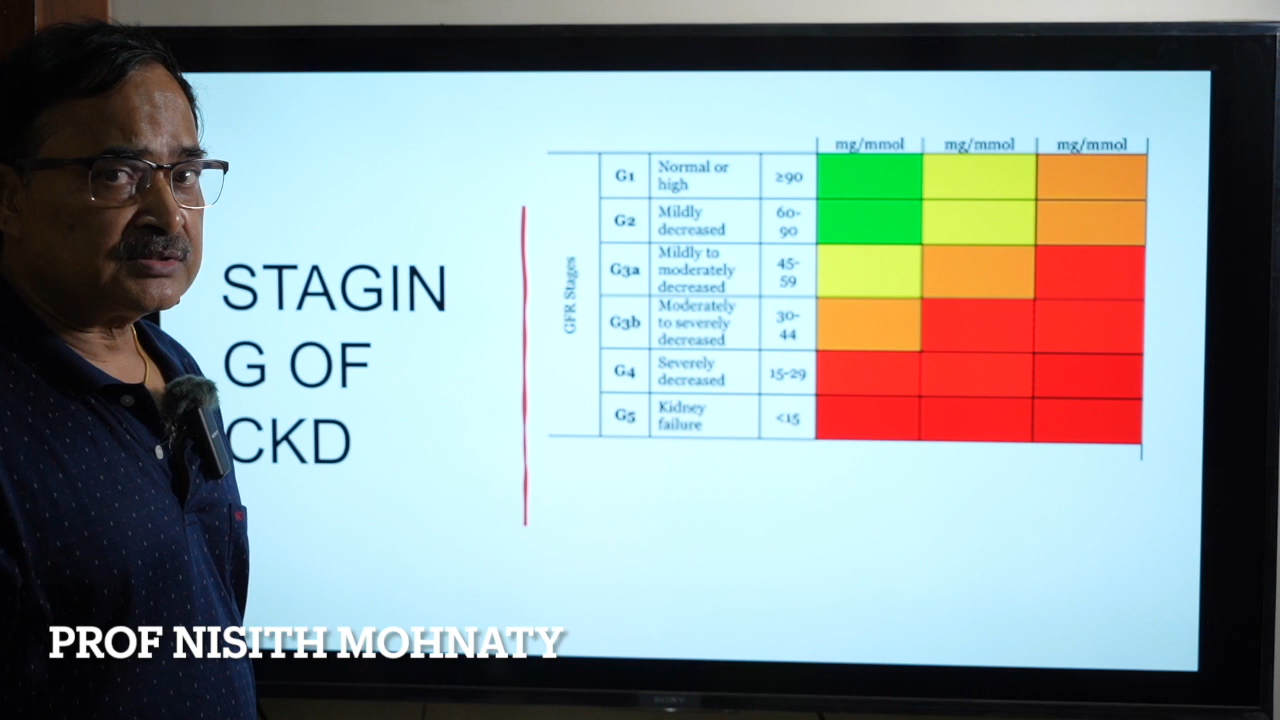 STAGIN
G OF
CKD
mg/mmol mg/mmol mg/mmol
GFR Stages
G1 Normal or high ≥90
G2 Mildly decreased 60-90
G3a Mildly to moderately decreased 45-59
G3b Moderately to severely decreased 30-44
G4 Severely decreased 15-29
G5 Kidney failure <15
PROF NISITH MOHNATY
SONY